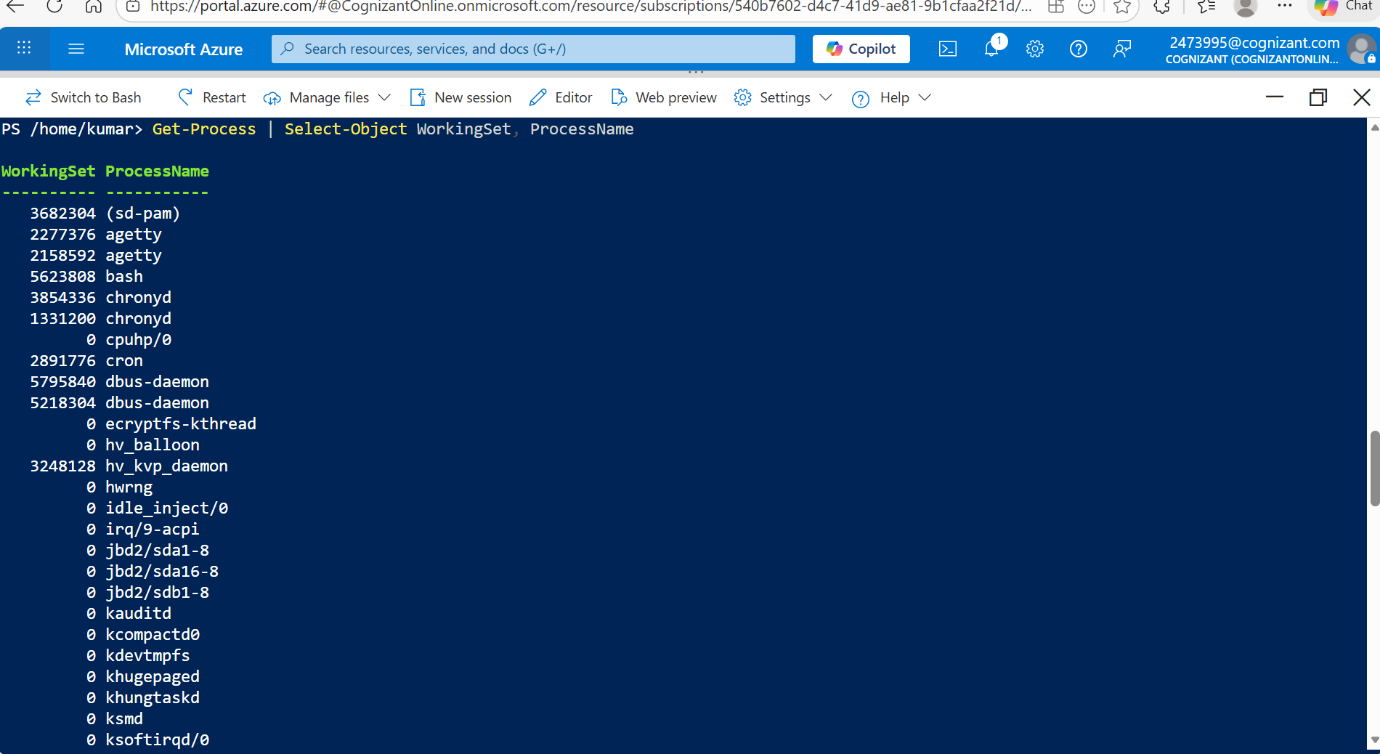 https://portal.azure.com/#@CognizantOnline.onmicrosoft.com/resource/subscriptions/540b7602-d4c7-41d9-ae81-9b1cfaa2f21d/... Chat
Microsoft Azure Search resources, services, and docs (G+/) Copilot 1 2473995@cognizant.com
COGNIZANT (COGNIZANTONLIN...
Switch to Bash Restart Manage files New session Editor Web preview Settings Help
PS /home/kumar> Get-Process | Select-Object WorkingSet, ProcessName
WorkingSet ProcessName
---------- -----------
3682304 (sd-pam)
2277376 agetty
2158592 agetty
5623808 bash
3854336 chronyd
1331200 chronyd
0 cpuhp/0
2891776 cron
5795840 dbus-daemon
5218304 dbus-daemon
0 ecryptfs-kthread
0 hv_balloon
3248128 hv_kvp_daemon
0 hwrng
0 idle_inject/0
0 irq/9-acpi
0 jbd2/sda1-8
0 jbd2/sda16-8
0 jbd2/sdb1-8
0 kauditd
0 kcompactd0
0 kdevtmpfs
0 khugepaged
0 khungtaskd
0 ksmd
0 ksoftirqd/0